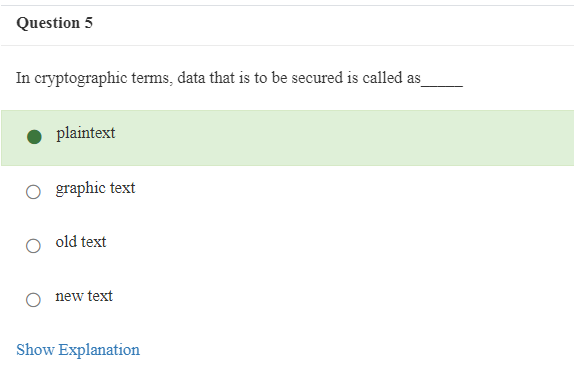 Question 5
In cryptographic terms, data that is to be secured is called as_____
plaintext
graphic text
old text
new text
Show Explanation